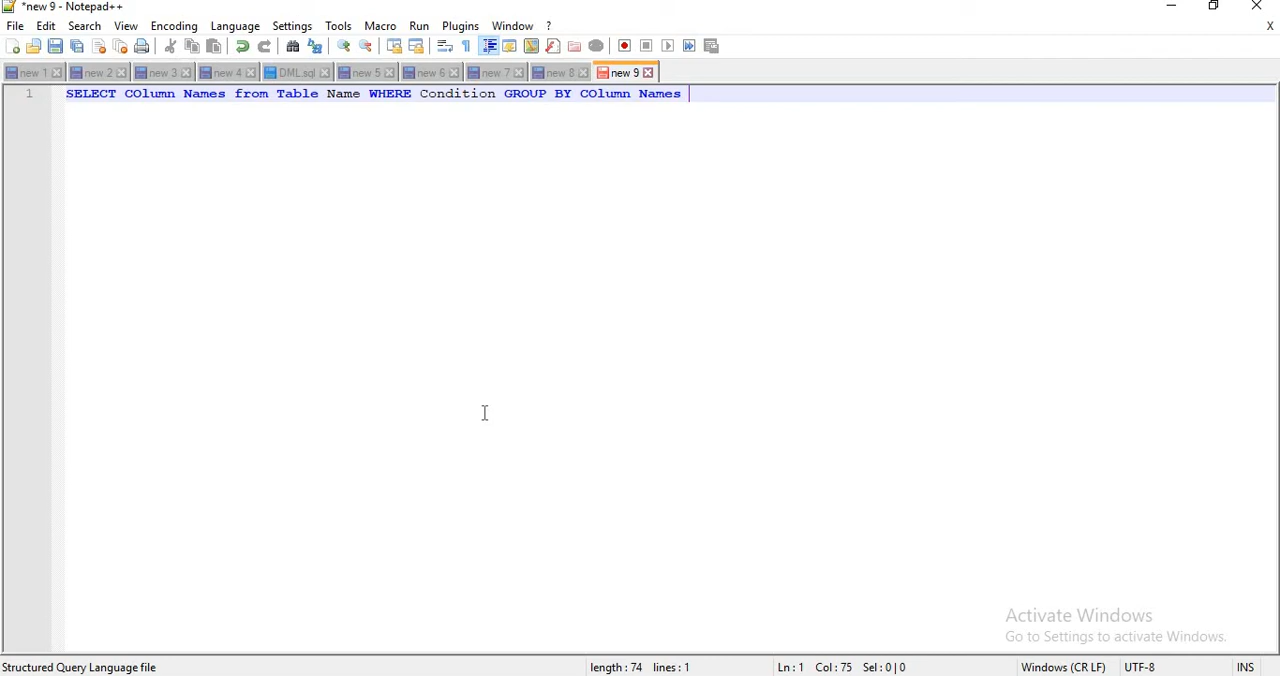 *new 9 - Notepad++
File Edit Search View Encoding Language Settings Tools Macro Run Plugins Window ? X
new 1 new 2 new 3 new 4 DML.sql new 5 new 6 new 7 new 8 new 9
1 SELECT COlumn Names from Table Name WHERE Condition GROUP BY COlumn Names
Activate Windows
Go to Settings to activate Windows.
Structured Query Language file length : 74 lines : 1 Ln : 1 Col : 75 Sel : 0 | 0 Windows (CR LF) UTF-8 INS